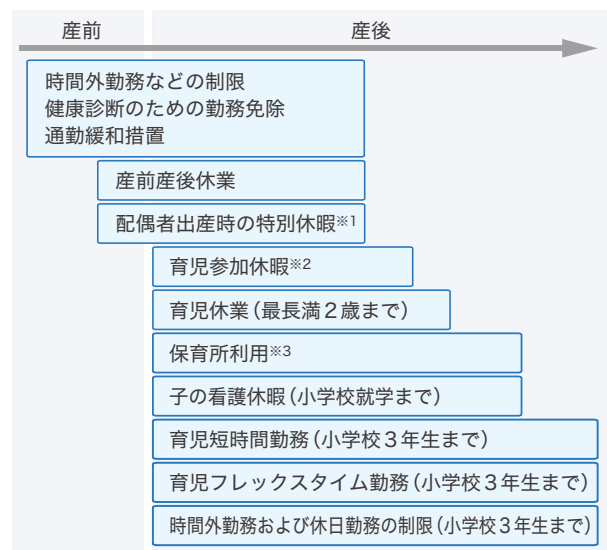 産前
産後
時間外勤務などの制限
健康診断のための勤務免除
通勤緩和措置
産前産後休業
配偶者出産時の特別休暇※1
育児参加休暇※2
育児休業（最長満２歳まで）
保育所利用※3
子の看護休暇（小学校就学まで）
育児短時間勤務（小学校３年生まで）
育児フレックスタイム勤務（小学校３年生まで）
時間外勤務および休日勤務の制限（小学校３年生まで）